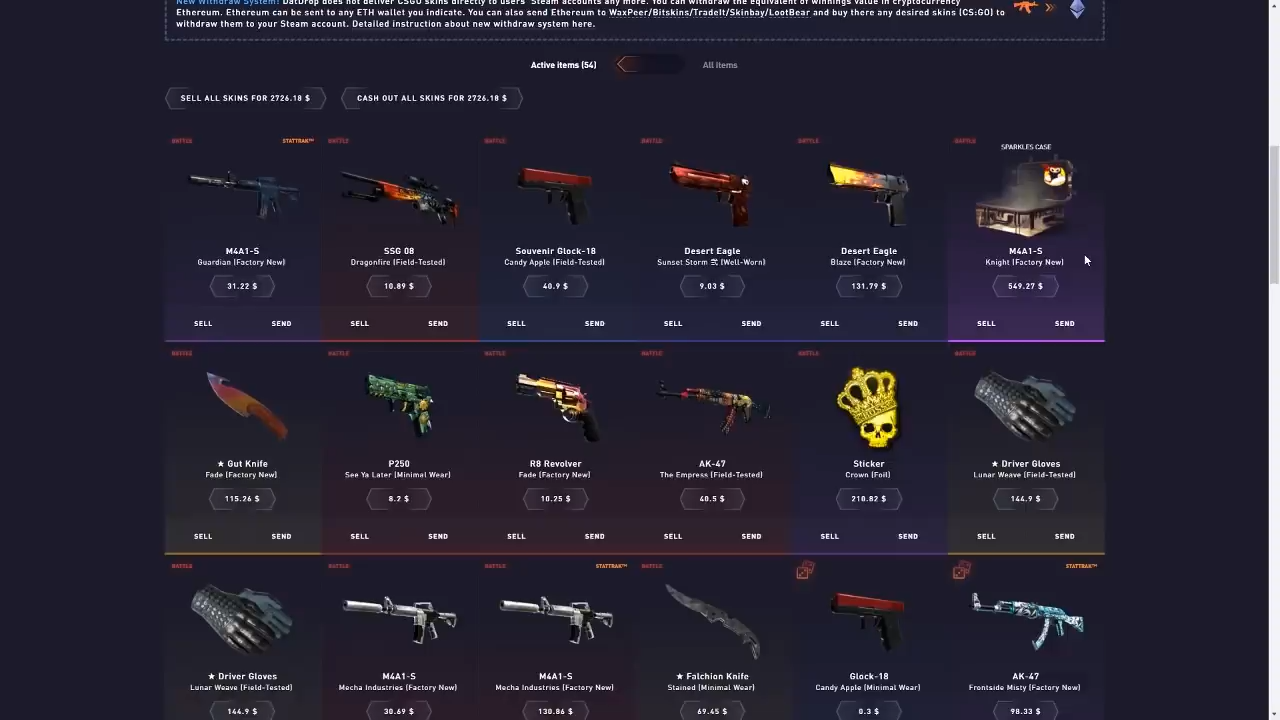 New Withdraw System! DatDrop does not deliver CSGO skins directly to users' Steam accounts any more. You can withdraw the equivalent of winnings value in cryptocurrency
Ethereum. Ethereum can be sent to any ETH wallet you indicate. You can also send Ethereum to WaxPeer/Bitskins/TradeIt/Skinbay/LootBear and buy there any desired skins (CS:GO) to
withdraw them to your Steam account. Detailed instruction about new withdraw system here.
Active items (54) All items
SELL ALL SKINS FOR 2726.18 $ CASH OUT ALL SKINS FOR 2726.18 $
BATTLE STATTRAK™ BATTLE BATTLE BATTLE BATTLE BATTLE
SPARKLES CASE
M4A1-S SSG 08 Souvenir Glock-18 Desert Eagle Desert Eagle M4A1-S
Guardian (Factory New) Dragonfire (Field-Tested) Candy Apple (Field-Tested) Sunset Storm 弐 (Well-Worn) Blaze (Factory New) Knight (Factory New)
31.22 $ 10.89 $ 40.9 $ 9.03 $ 131.79 $ 549.27 $
SELL SEND SELL SEND SELL SEND SELL SEND SELL SEND SELL SEND
BATTLE BATTLE BATTLE BATTLE BATTLE BATTLE
★ Gut Knife P250 R8 Revolver AK-47 Sticker ★ Driver Gloves
Fade (Factory New) See Ya Later (Minimal Wear) Fade (Factory New) The Empress (Field-Tested) Crown (Foil) Lunar Weave (Field-Tested)
115.26 $ 8.2 $ 10.25 $ 40.5 $ 210.82 $ 144.9 $
SELL SEND SELL SEND SELL SEND SELL SEND SELL SEND SELL SEND
BATTLE BATTLE BATTLE STATTRAK™ BATTLE STATTRAK™
★ Driver Gloves M4A1-S M4A1-S ★ Falchion Knife Glock-18 AK-47
Lunar Weave (Field-Tested) Mecha Industries (Factory New) Mecha Industries (Factory New) Stained (Minimal Wear) Candy Apple (Minimal Wear) Frontside Misty (Factory New)
144.9 $ 30.69 $ 130.86 $ 69.45 $ 0.3 $ 98.33 $